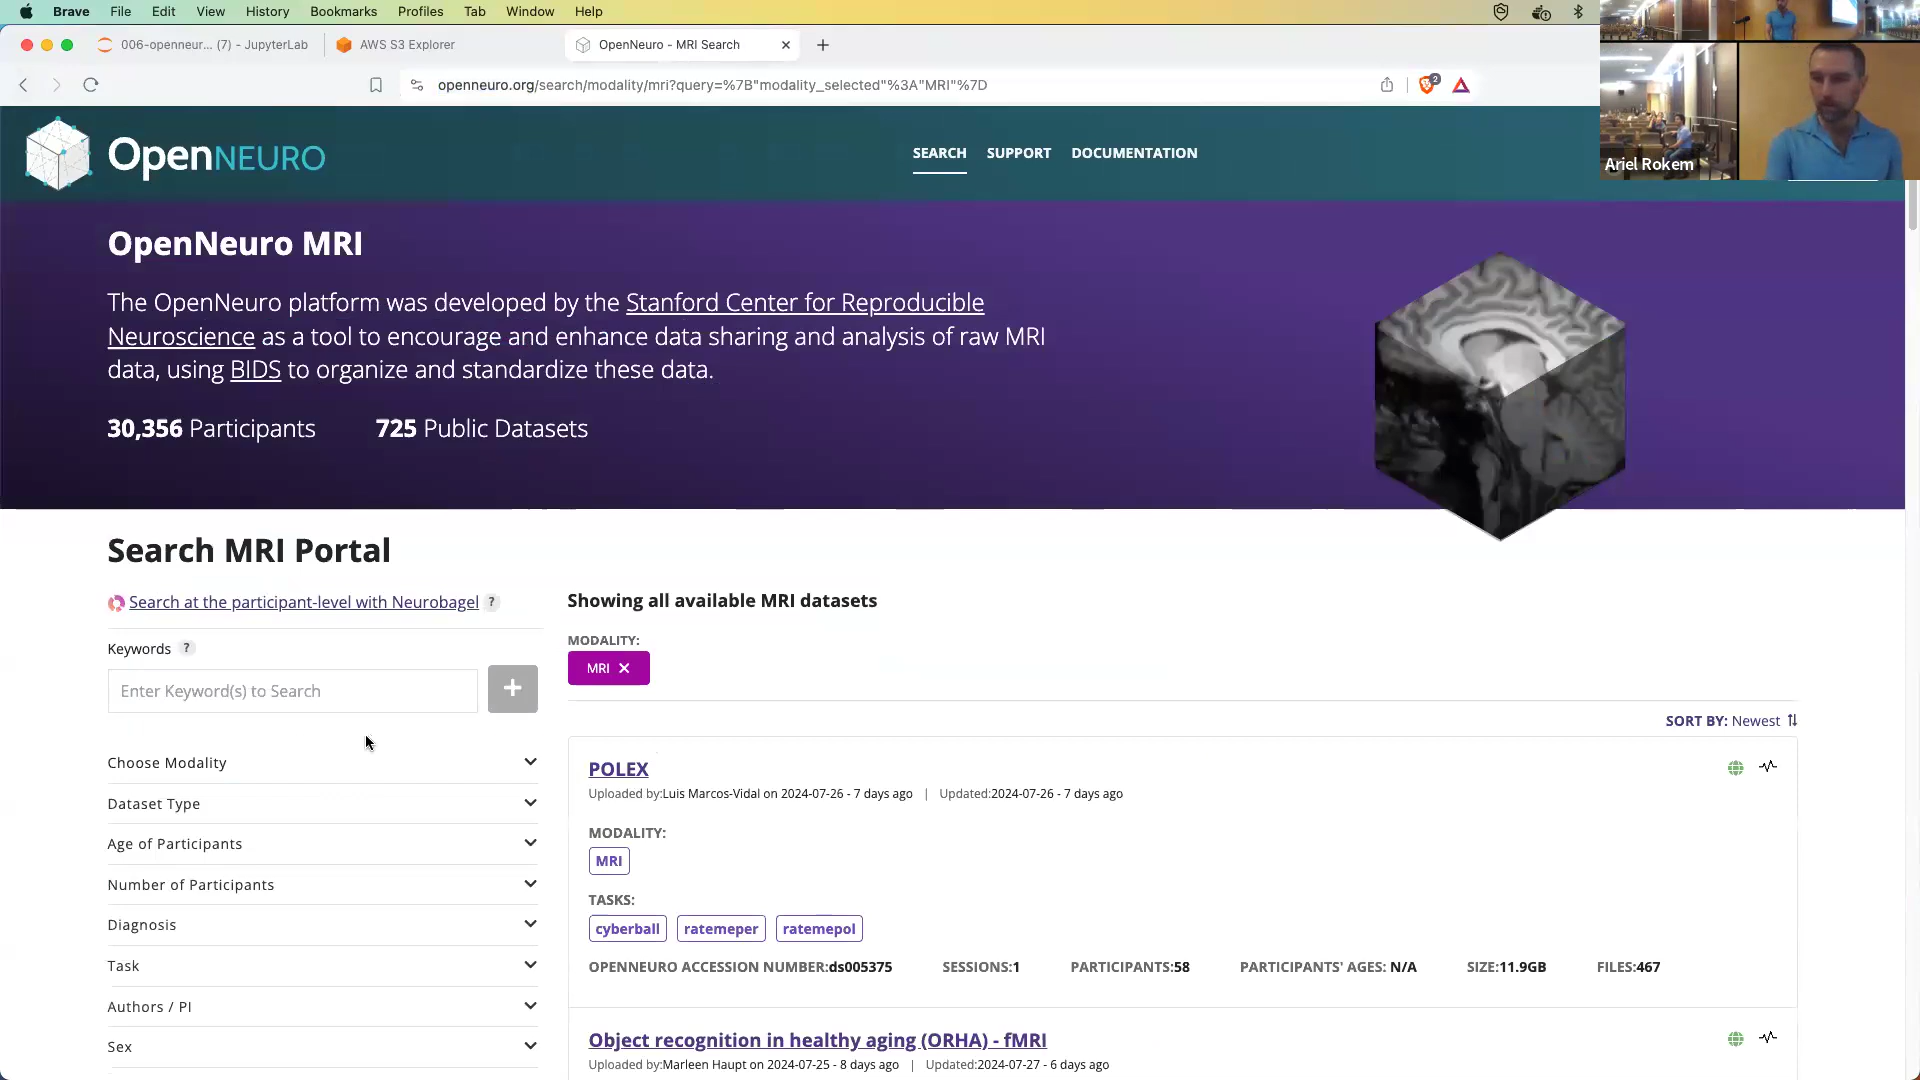 Brave File Edit View History Bookmarks Profiles Tab Window Help
006-openneur... (7) - JupyterLab
AWS S3 Explorer
OpenNeuro - MRI Search
openneuro.org/search/modality/mri?query=%7B"modality_selected"%3A"MRI"%7D
2
Ariel Rokem
OpenNEURO
SEARCH SUPPORT DOCUMENTATION
OpenNeuro MRI
The OpenNeuro platform was developed by the Stanford Center for Reproducible
Neuroscience as a tool to encourage and enhance data sharing and analysis of raw MRI
data, using BIDS to organize and standardize these data.
30,356 Participants 725 Public Datasets
Search MRI Portal
Search at the participant-level with Neurobagel ?
Keywords ?
Enter Keyword(s) to Search
Choose Modality
Dataset Type
Age of Participants
Number of Participants
Diagnosis
Task
Authors / PI
Sex
Showing all available MRI datasets
MODALITY:
MRI
SORT BY: Newest
POLEX
Uploaded by:Luis Marcos-Vidal on 2024-07-26 - 7 days ago | Updated:2024-07-26 - 7 days ago
MODALITY:
MRI
TASKS:
cyberball ratemeper ratemepol
OPENNEURO ACCESSION NUMBER:ds005375 SESSIONS:1 PARTICIPANTS:58 PARTICIPANTS' AGES: N/A SIZE:11.9GB FILES:467
Object recognition in healthy aging (ORHA) - fMRI
Uploaded by:Marleen Haupt on 2024-07-25 - 8 days ago | Updated:2024-07-27 - 6 days ago